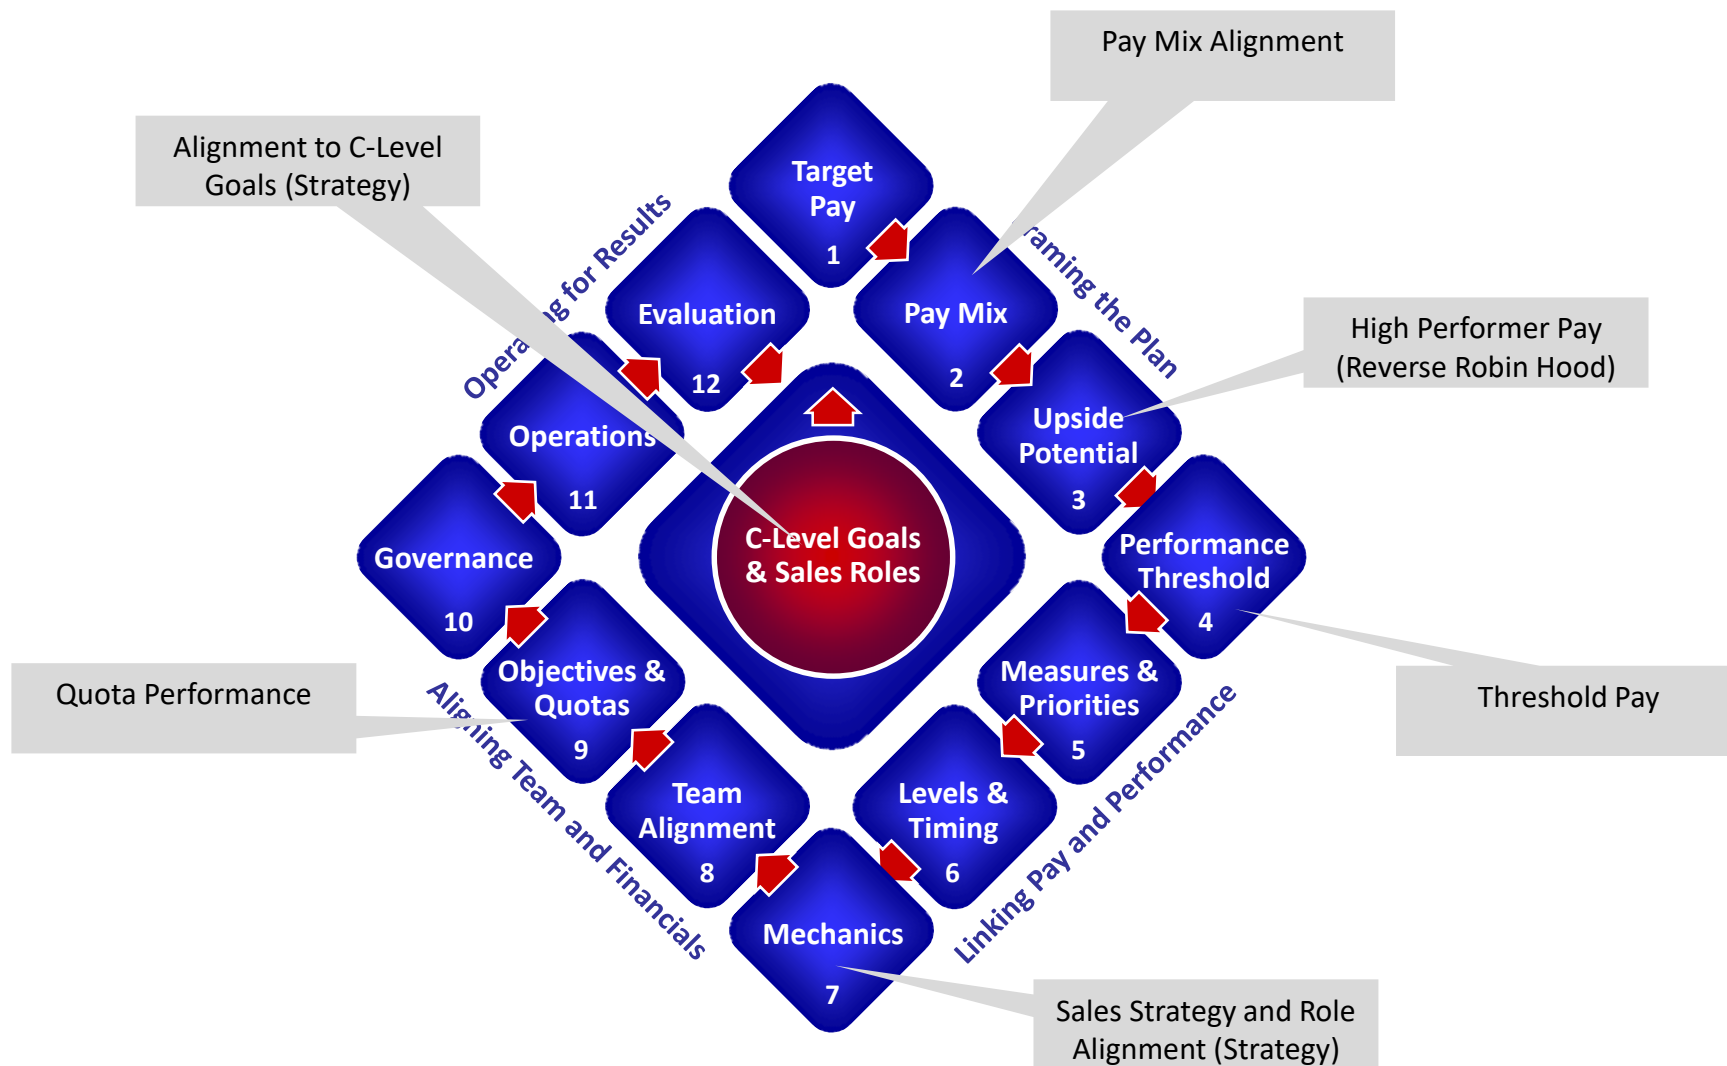 Pay Mix Alignment
Alignment to C-Level
Goals (Strategy)
Target
Pay
1
Operating for Results
Framing the Plan
Evaluation
12
Pay Mix
2
High Performer Pay
(Reverse Robin Hood)
Operations
11
Upside
Potential
3
C-Level Goals
& Sales Roles
Governance
10
Performance
Threshold
4
Quota Performance
Objectives &
Quotas
9
Measures &
Priorities
5
Threshold Pay
Aligning Team and Financials
Linking Pay and Performance
Team
Alignment
8
Levels &
Timing
6
Mechanics
7
Sales Strategy and Role
Alignment (Strategy)